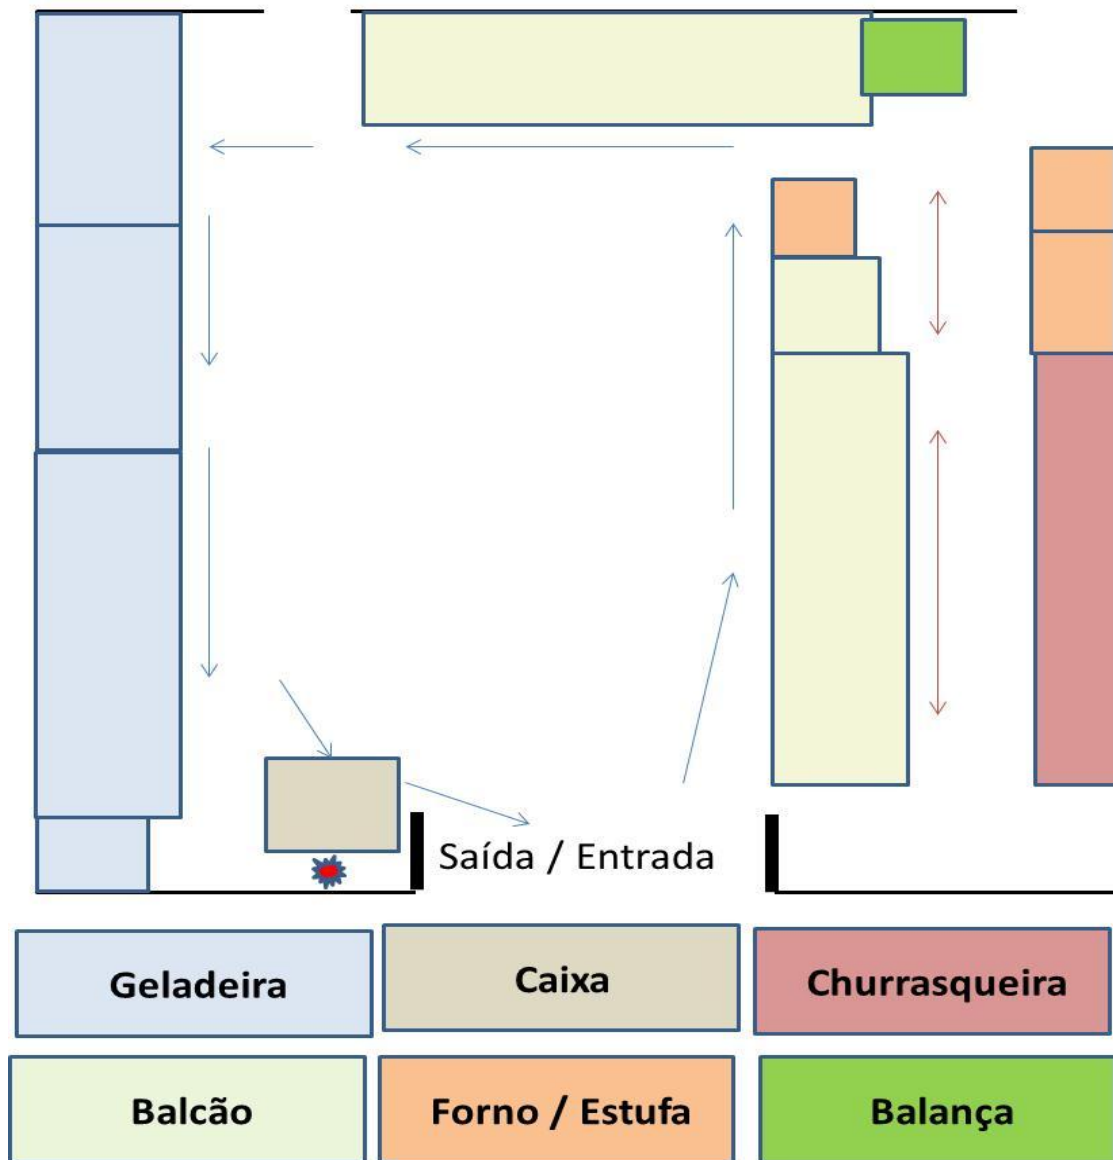 Saída / Entrada
Geladeira
Caixa
Churrasqueira
Balcão
Forno / Estufa
Balança